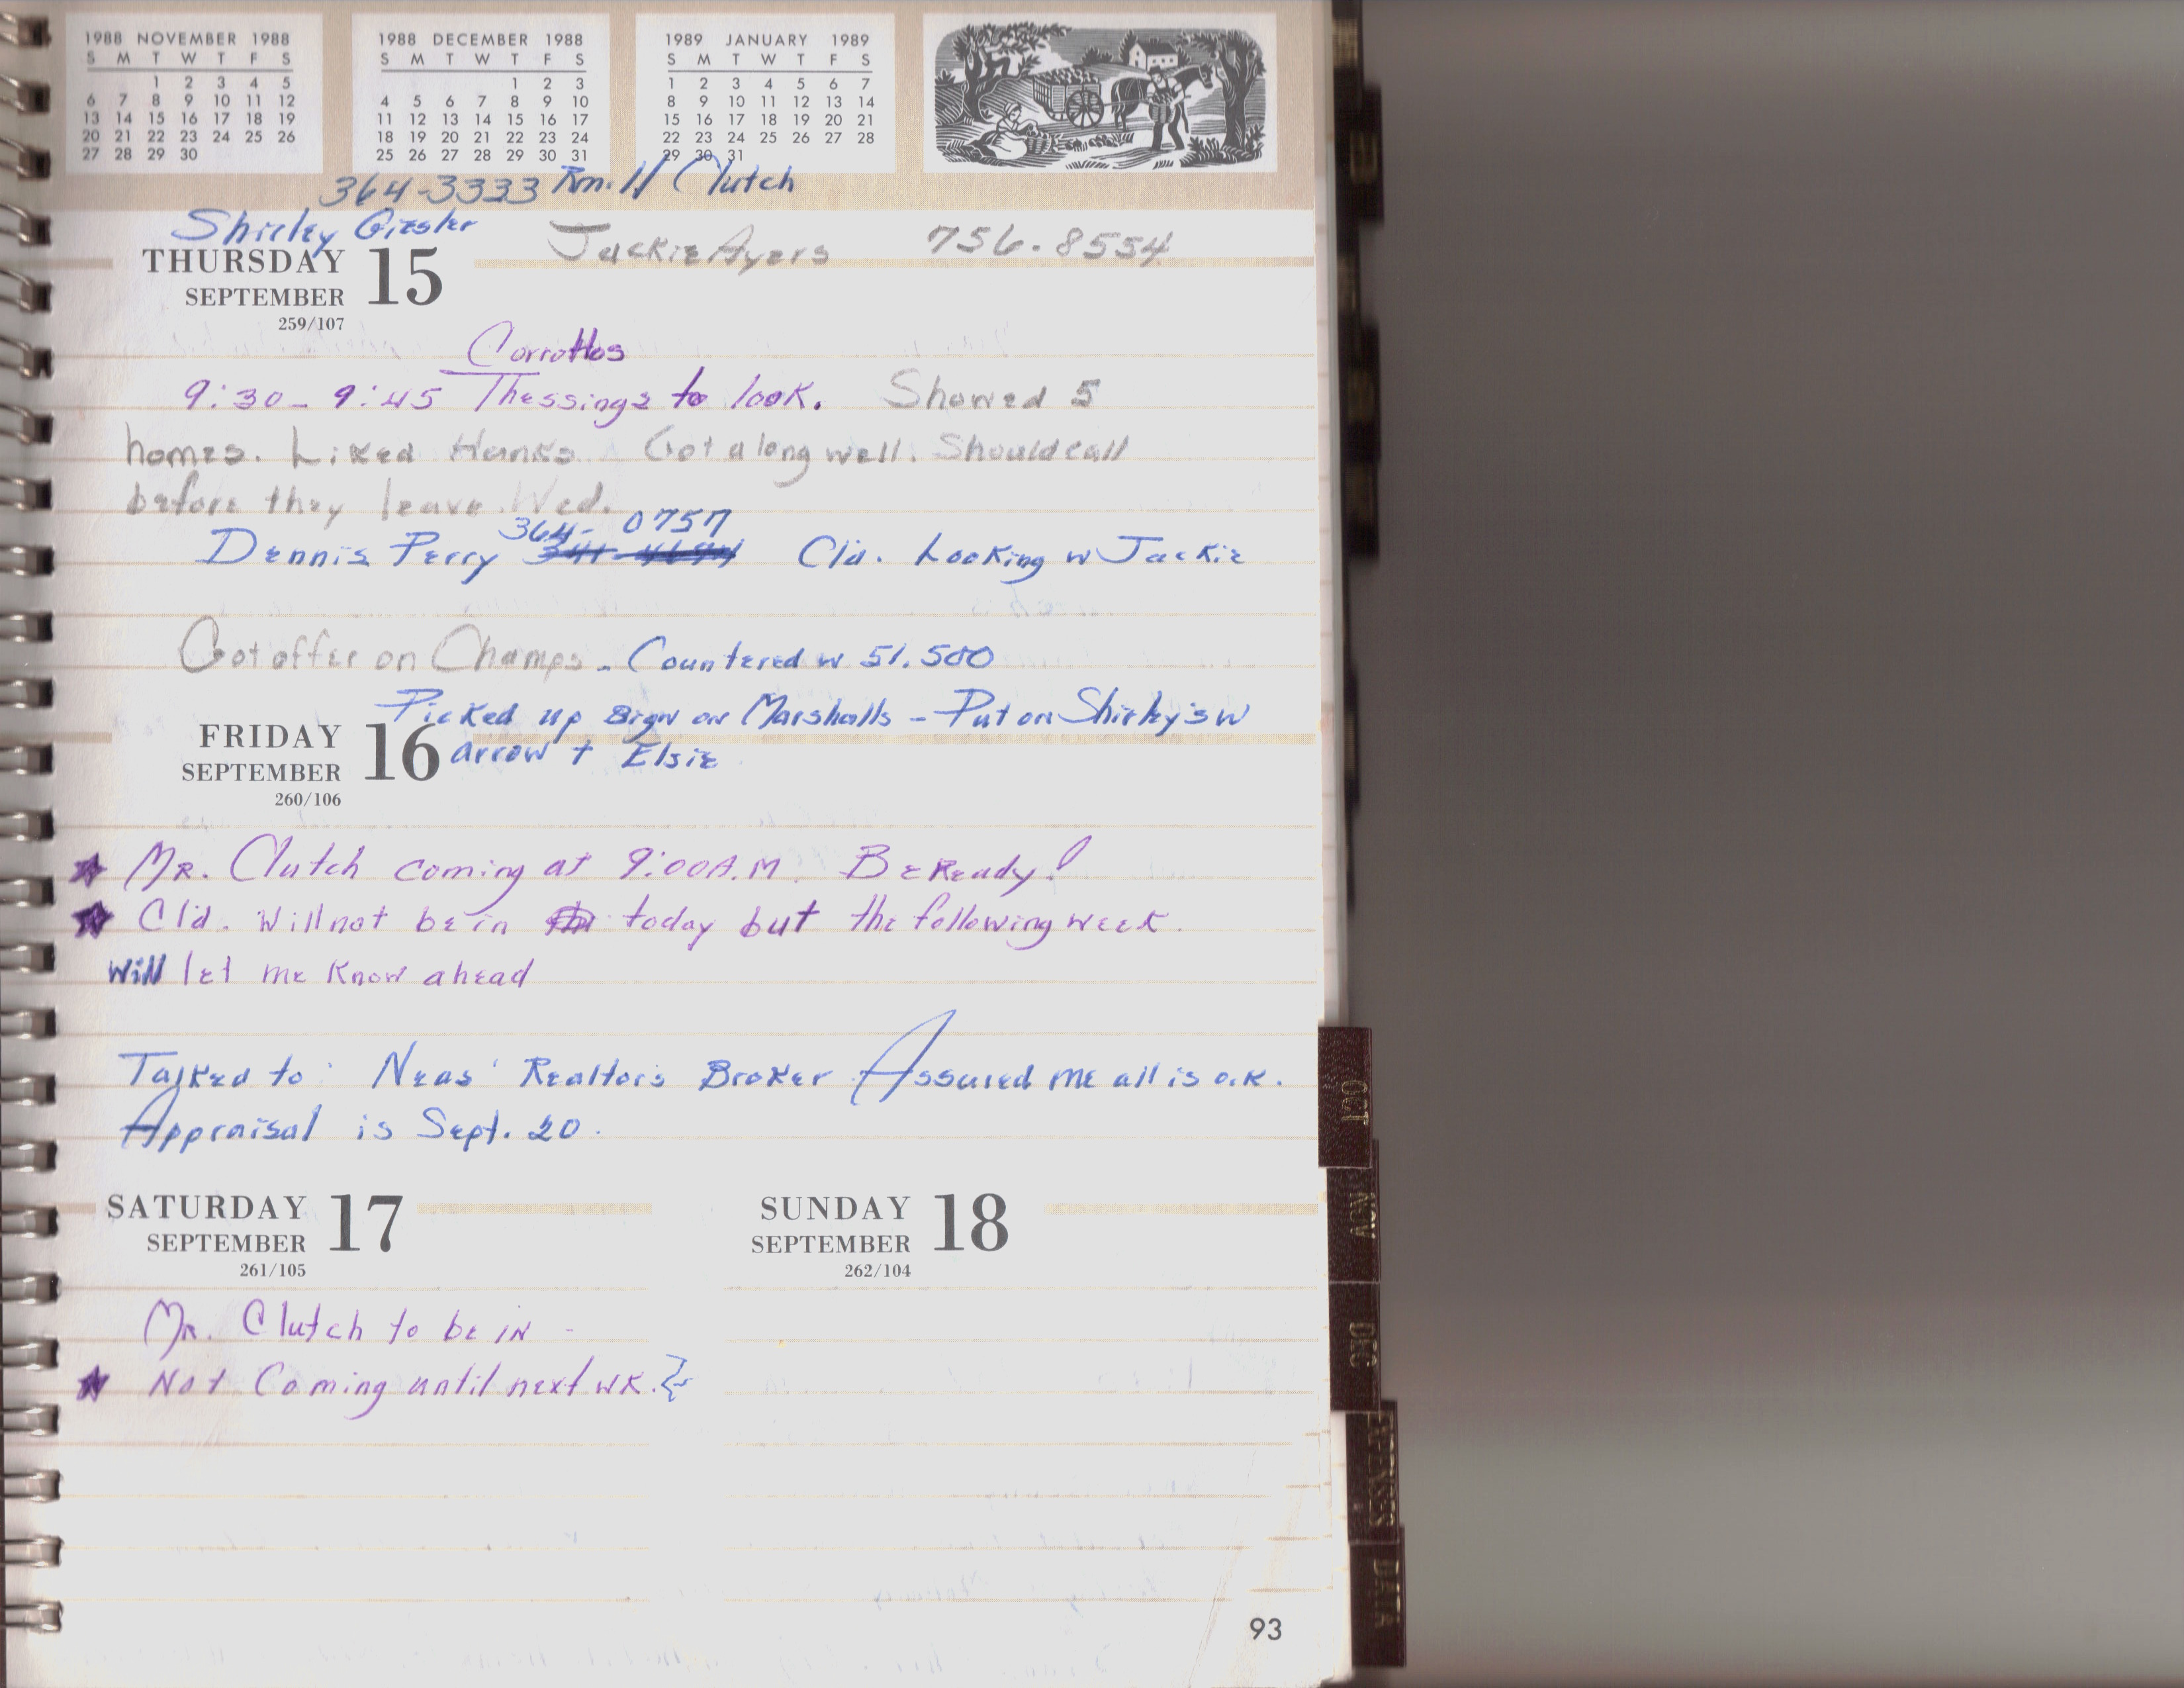 1988 NOVEMBER 1988
S M T W T F S
1 2 3 4 5
6 7 8 9 10 11 12
13 14 15 16 17 18 19
20 21 22 23 24 25 26
27 28 29 30
1988 DECEMBER 1988
S M T W T F S
1 2 3
4 5 6 7 8 9 10
11 12 13 14 15 16 17
18 19 20 21 22 23 24
25 26 27 28 29 30 31
1989 JANUARY 1989
S M T W T F S
1 2 3 4 5 6 7
8 9 10 11 12 13 14
15 16 17 18 19 20 21
22 23 24 25 26 27 28
29 30 31
364-3333 Rm. 11 Clutch
Shirley Giesler Jackie Ayers 756-8554
THURSDAY 15
SEPTEMBER
259/107
Corrottos
9:30 - 9:45 Thessings to look. Showed 5
homes. Liked Hanks. Got along well. Should call
before they leave Wed.
364- 0757
Dennis Perry Cld. Looking w Jackie
Got offer on Champs - Countered w 51.500
Picked up sign on Marshalls - Put on Shirley's w
arrow + Elsie
FRIDAY 16
SEPTEMBER
260/106
★ MR. Clutch coming at 9:00 A.M. Be Ready!
★ Cld. Will not be in today but the following week.
Will let me know ahead
Talked to: Neas' Realtors Broker Assured me all is o.k.
Appraisal is Sept. 20.
SATURDAY 17
SEPTEMBER
261/105
Mr. Clutch to be in -
★ Not Coming until next wk.
SUNDAY 18
SEPTEMBER
262/104
93
OCT
NOV
DEC
EXPENSES
DATA